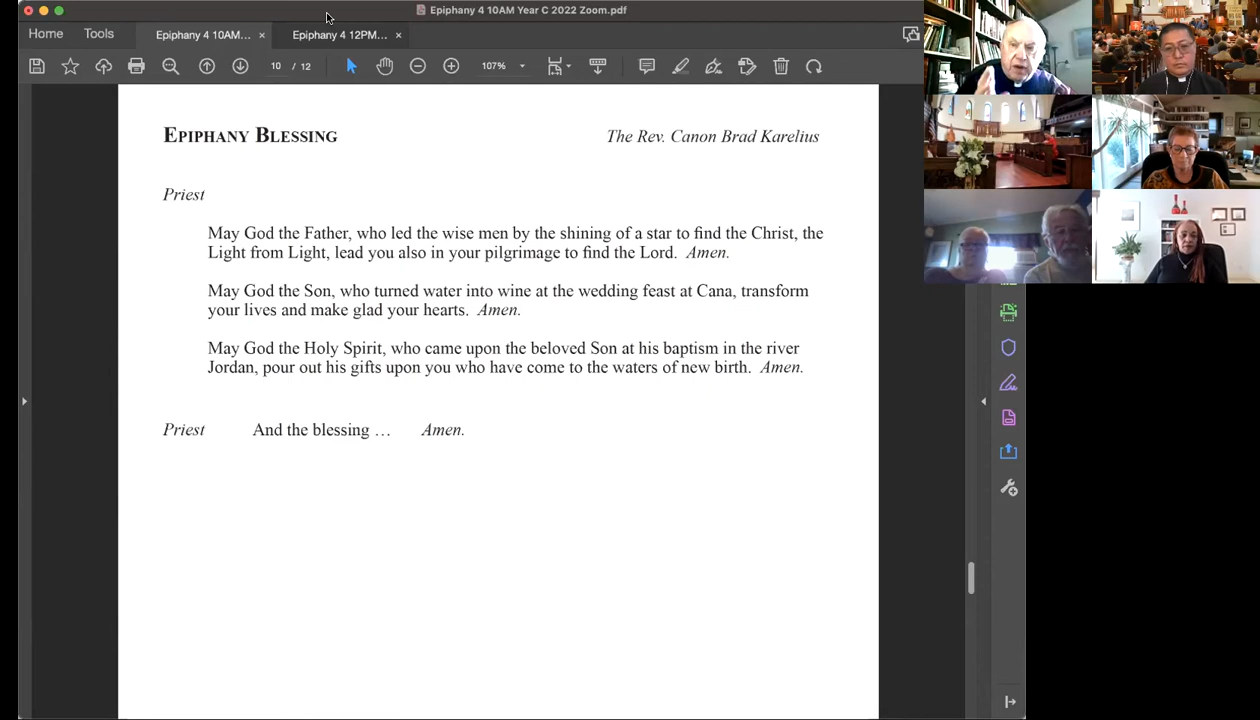 Epiphany 4 10AM Year C 2022 Zoom.pdf
Home Tools Epiphany 4 10AM... × Epiphany 4 12PM... ×
10 / 12 107%
EPIPHANY BLESSING The Rev. Canon Brad Karelius
Priest
May God the Father, who led the wise men by the shining of a star to find the Christ, the
Light from Light, lead you also in your pilgrimage to find the Lord. Amen.
May God the Son, who turned water into wine at the wedding feast at Cana, transform
your lives and make glad your hearts. Amen.
May God the Holy Spirit, who came upon the beloved Son at his baptism in the river
Jordan, pour out his gifts upon you who have come to the waters of new birth. Amen.
Priest And the blessing … Amen.